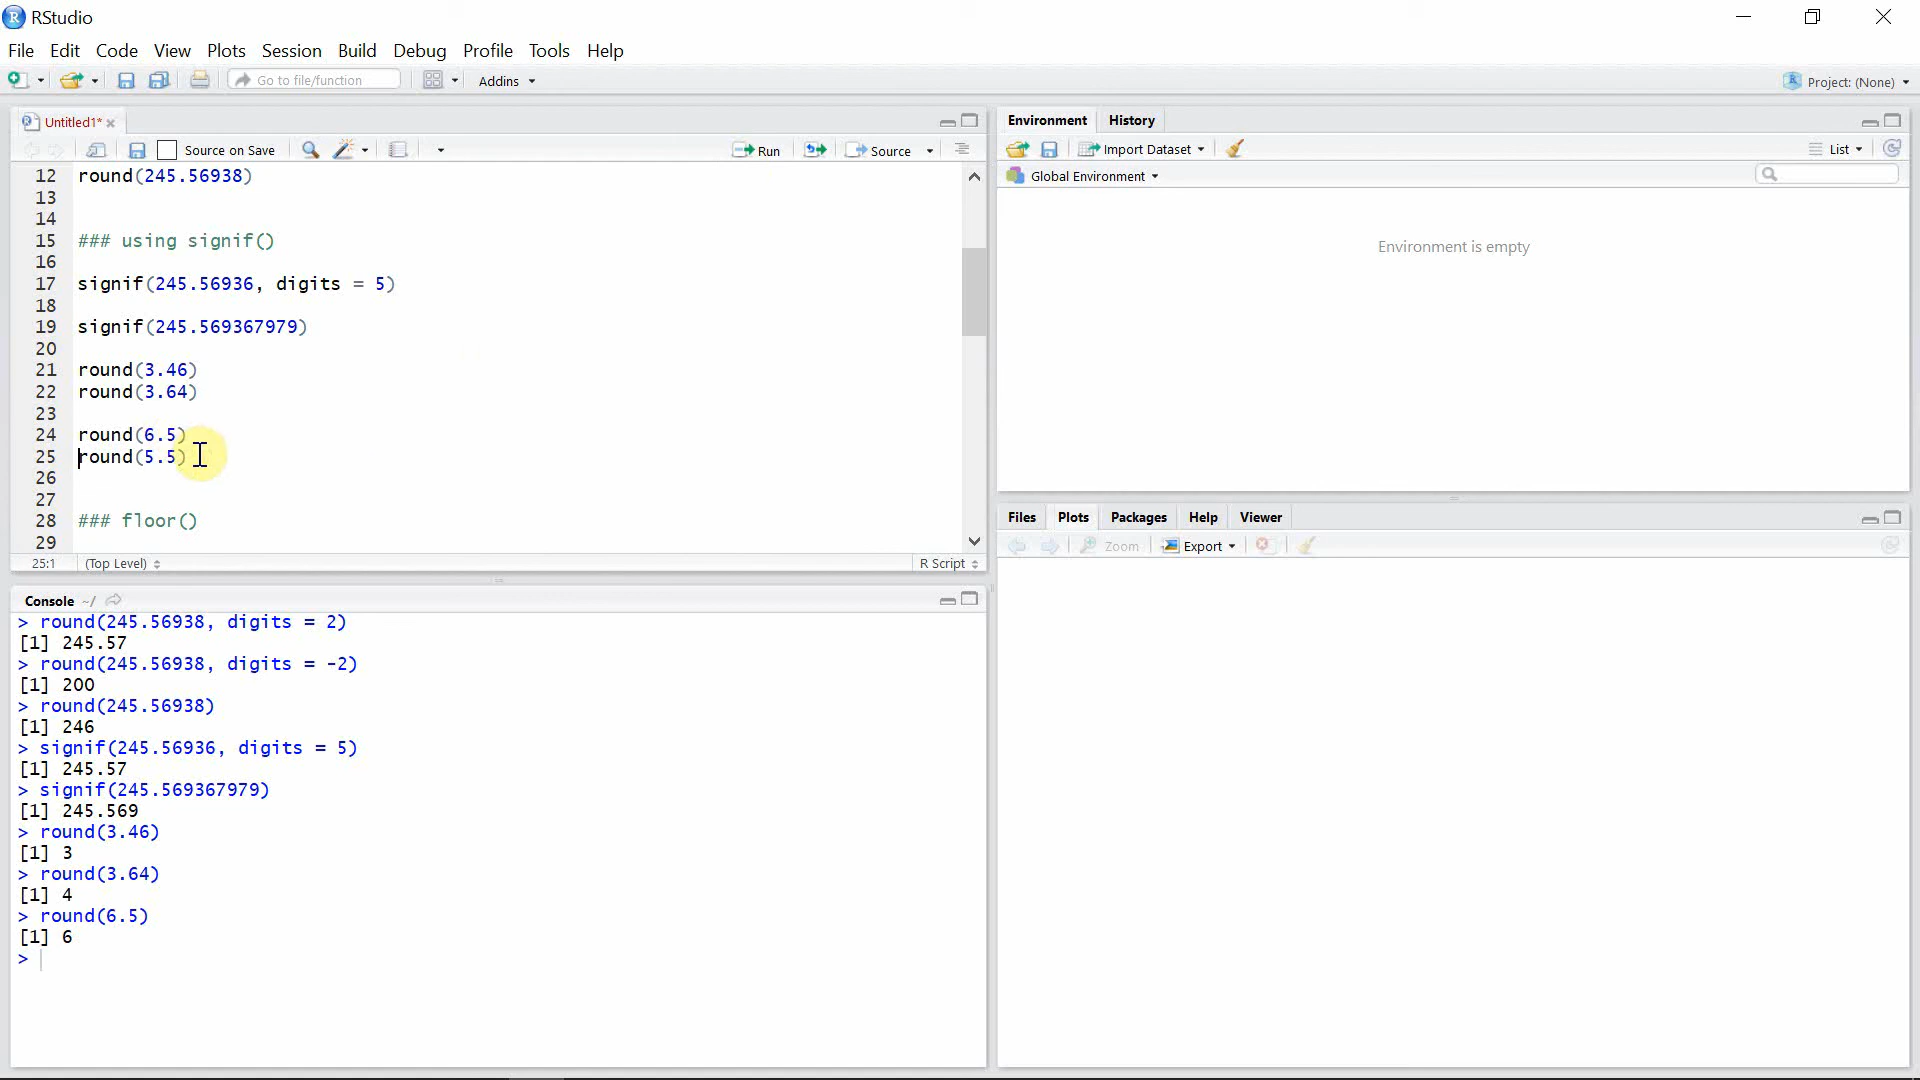 RStudio
File Edit Code View Plots Session Build Debug Profile Tools Help
Go to file/function Addins Project: (None)
Untitled1*
Source on Save Run Source
12 round(245.56938)
13
14
15 ### using signif()
16
17 signif(245.56936, digits = 5)
18
19 signif(245.569367979)
20
21 round(3.46)
22 round(3.64)
23
24 round(6.5)
25 round(5.5)
26
27
28 ### floor()
29
25:1 (Top Level) R Script
Console ~/
> round(245.56938, digits = 2)
[1] 245.57
> round(245.56938, digits = -2)
[1] 200
> round(245.56938)
[1] 246
> signif(245.56936, digits = 5)
[1] 245.57
> signif(245.569367979)
[1] 245.569
> round(3.46)
[1] 3
> round(3.64)
[1] 4
> round(6.5)
[1] 6
>
Environment History
Import Dataset List
Global Environment
Environment is empty
Files Plots Packages Help Viewer
Zoom Export